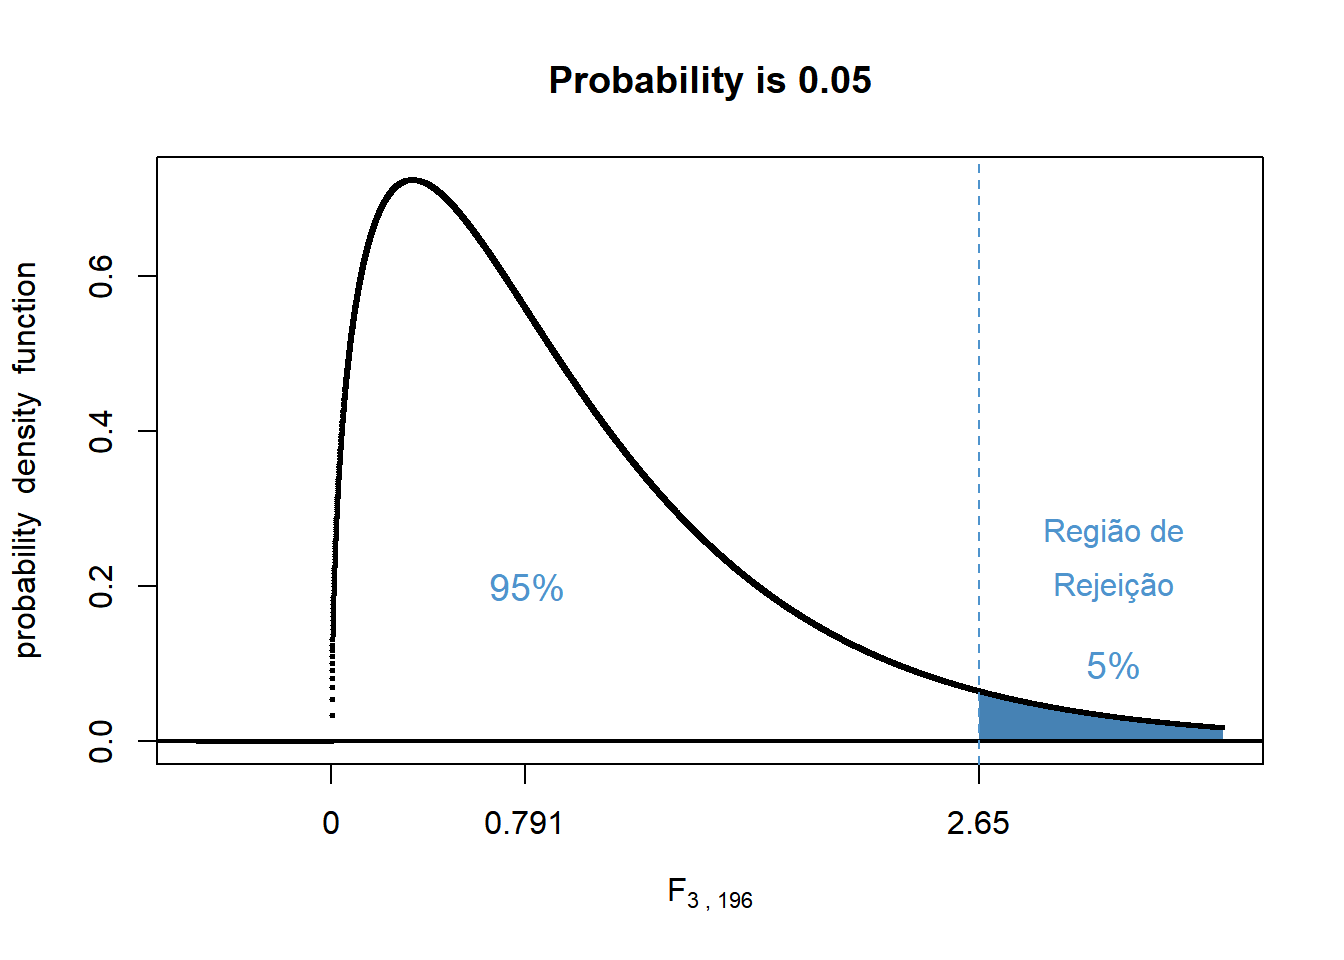 Probability is 0.05
probability density function
0.6
0.4
0.2
0.0
95%
Região de
Rejeição
5%
0 0.791 2.65
F3 , 196